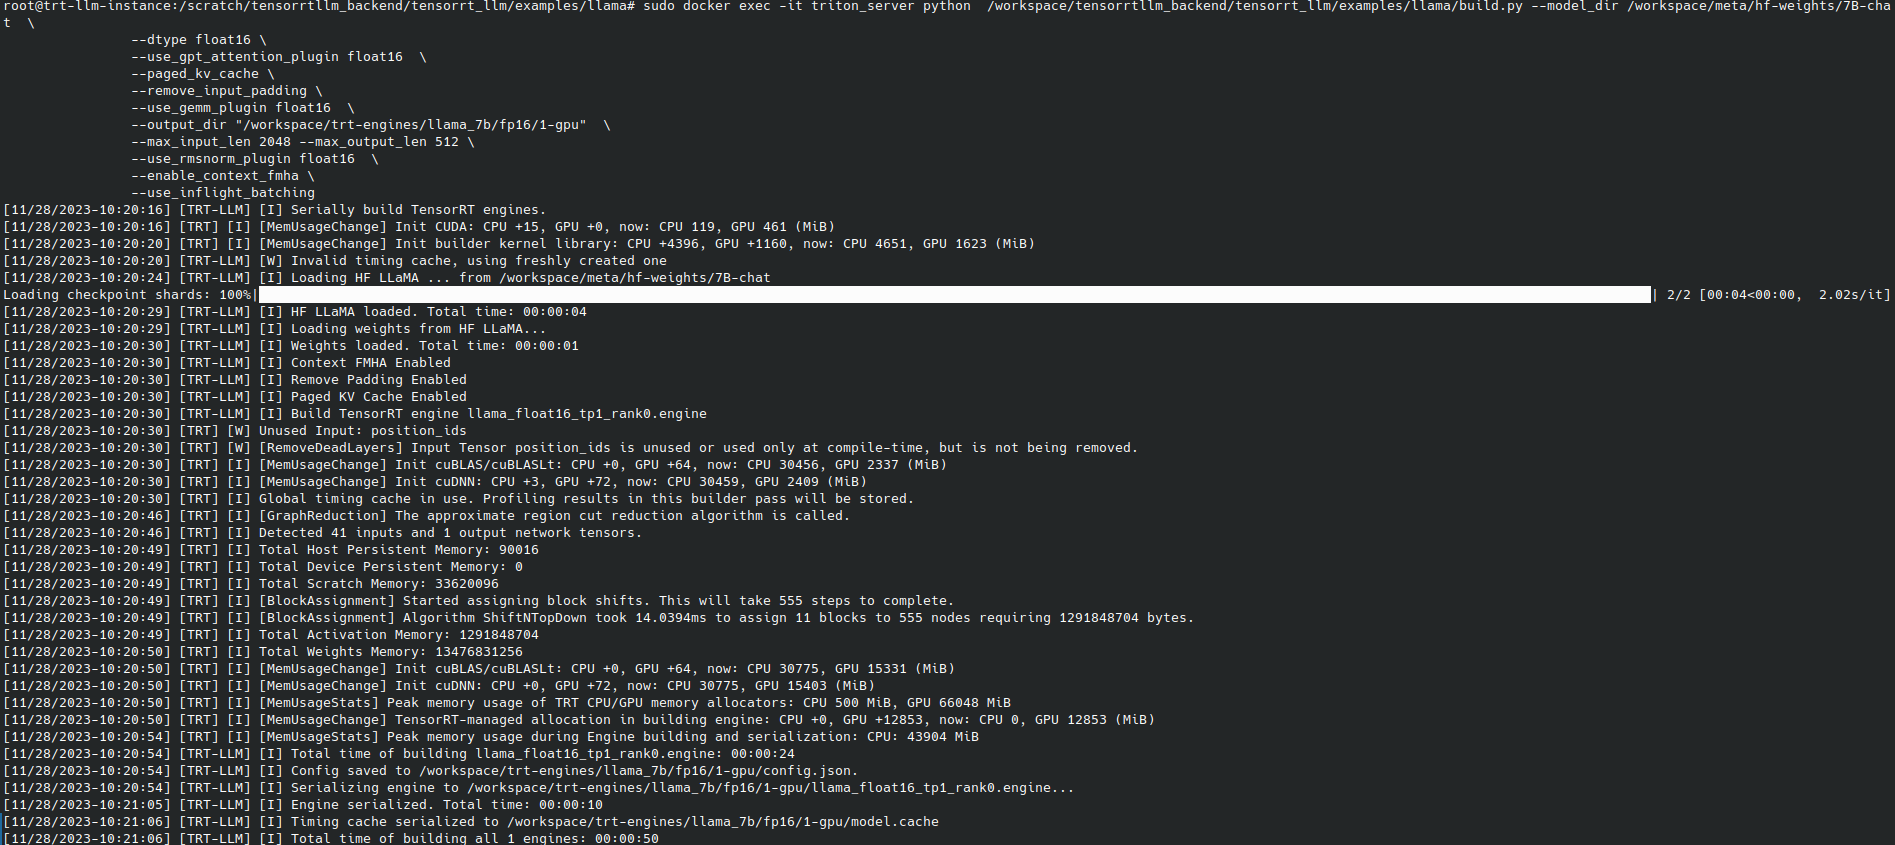 root@trt-llm-instance:/scratch/tensorrtllm_backend/tensorrt_llm/examples/llama# sudo docker exec -it triton_server python  /workspace/tensorrtllm_backend/tensorrt_llm/examples/llama/build.py --model_dir /workspace/meta/hf-weights/7B-cha
t  \
--dtype float16 \
--use_gpt_attention_plugin float16  \
--paged_kv_cache \
--remove_input_padding \
--use_gemm_plugin float16  \
--output_dir "/workspace/trt-engines/llama_7b/fp16/1-gpu"  \
--max_input_len 2048 --max_output_len 512 \
--use_rmsnorm_plugin float16  \
--enable_context_fmha \
--use_inflight_batching
[11/28/2023-10:20:16] [TRT-LLM] [I] Serially build TensorRT engines.
[11/28/2023-10:20:16] [TRT] [I] [MemUsageChange] Init CUDA: CPU +15, GPU +0, now: CPU 119, GPU 461 (MiB)
[11/28/2023-10:20:20] [TRT] [I] [MemUsageChange] Init builder kernel library: CPU +4396, GPU +1160, now: CPU 4651, GPU 1623 (MiB)
[11/28/2023-10:20:20] [TRT-LLM] [W] Invalid timing cache, using freshly created one
[11/28/2023-10:20:24] [TRT-LLM] [I] Loading HF LLaMA ... from /workspace/meta/hf-weights/7B-chat
Loading checkpoint shards: 100%| | 2/2 [00:04<00:00,  2.02s/it]
[11/28/2023-10:20:29] [TRT-LLM] [I] HF LLaMA loaded. Total time: 00:00:04
[11/28/2023-10:20:29] [TRT-LLM] [I] Loading weights from HF LLaMA...
[11/28/2023-10:20:30] [TRT-LLM] [I] Weights loaded. Total time: 00:00:01
[11/28/2023-10:20:30] [TRT-LLM] [I] Context FMHA Enabled
[11/28/2023-10:20:30] [TRT-LLM] [I] Remove Padding Enabled
[11/28/2023-10:20:30] [TRT-LLM] [I] Paged KV Cache Enabled
[11/28/2023-10:20:30] [TRT-LLM] [I] Build TensorRT engine llama_float16_tp1_rank0.engine
[11/28/2023-10:20:30] [TRT] [W] Unused Input: position_ids
[11/28/2023-10:20:30] [TRT] [W] [RemoveDeadLayers] Input Tensor position_ids is unused or used only at compile-time, but is not being removed.
[11/28/2023-10:20:30] [TRT] [I] [MemUsageChange] Init cuBLAS/cuBLASLt: CPU +0, GPU +64, now: CPU 30456, GPU 2337 (MiB)
[11/28/2023-10:20:30] [TRT] [I] [MemUsageChange] Init cuDNN: CPU +3, GPU +72, now: CPU 30459, GPU 2409 (MiB)
[11/28/2023-10:20:30] [TRT] [I] Global timing cache in use. Profiling results in this builder pass will be stored.
[11/28/2023-10:20:46] [TRT] [I] [GraphReduction] The approximate region cut reduction algorithm is called.
[11/28/2023-10:20:46] [TRT] [I] Detected 41 inputs and 1 output network tensors.
[11/28/2023-10:20:49] [TRT] [I] Total Host Persistent Memory: 90016
[11/28/2023-10:20:49] [TRT] [I] Total Device Persistent Memory: 0
[11/28/2023-10:20:49] [TRT] [I] Total Scratch Memory: 33620096
[11/28/2023-10:20:49] [TRT] [I] [BlockAssignment] Started assigning block shifts. This will take 555 steps to complete.
[11/28/2023-10:20:49] [TRT] [I] [BlockAssignment] Algorithm ShiftNTopDown took 14.0394ms to assign 11 blocks to 555 nodes requiring 1291848704 bytes.
[11/28/2023-10:20:49] [TRT] [I] Total Activation Memory: 1291848704
[11/28/2023-10:20:50] [TRT] [I] Total Weights Memory: 13476831256
[11/28/2023-10:20:50] [TRT] [I] [MemUsageChange] Init cuBLAS/cuBLASLt: CPU +0, GPU +64, now: CPU 30775, GPU 15331 (MiB)
[11/28/2023-10:20:50] [TRT] [I] [MemUsageChange] Init cuDNN: CPU +0, GPU +72, now: CPU 30775, GPU 15403 (MiB)
[11/28/2023-10:20:50] [TRT] [I] [MemUsageStats] Peak memory usage of TRT CPU/GPU memory allocators: CPU 500 MiB, GPU 66048 MiB
[11/28/2023-10:20:50] [TRT] [I] [MemUsageChange] TensorRT-managed allocation in building engine: CPU +0, GPU +12853, now: CPU 0, GPU 12853 (MiB)
[11/28/2023-10:20:54] [TRT] [I] [MemUsageStats] Peak memory usage during Engine building and serialization: CPU: 43904 MiB
[11/28/2023-10:20:54] [TRT-LLM] [I] Total time of building llama_float16_tp1_rank0.engine: 00:00:24
[11/28/2023-10:20:54] [TRT-LLM] [I] Config saved to /workspace/trt-engines/llama_7b/fp16/1-gpu/config.json.
[11/28/2023-10:20:54] [TRT-LLM] [I] Serializing engine to /workspace/trt-engines/llama_7b/fp16/1-gpu/llama_float16_tp1_rank0.engine...
[11/28/2023-10:21:05] [TRT-LLM] [I] Engine serialized. Total time: 00:00:10
[11/28/2023-10:21:06] [TRT-LLM] [I] Timing cache serialized to /workspace/trt-engines/llama_7b/fp16/1-gpu/model.cache
[11/28/2023-10:21:06] [TRT-LLM] [I] Total time of building all 1 engines: 00:00:50